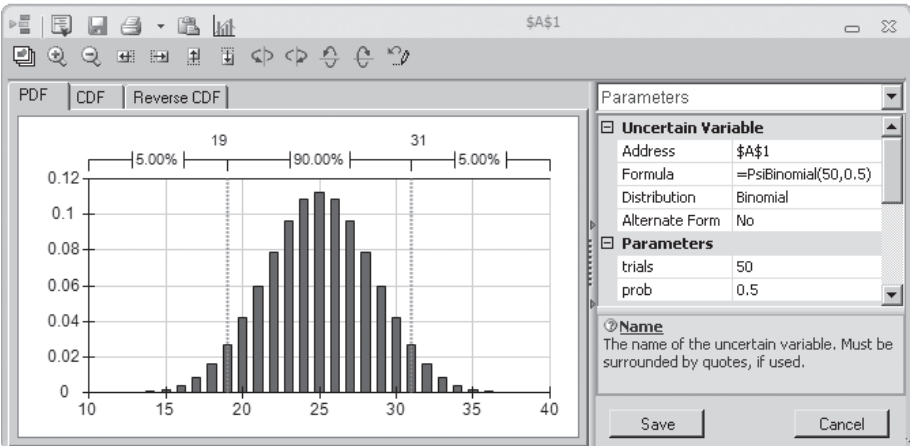 $A$1
PDF CDF Reverse CDF
19 31
5.00% 90.00% 5.00%
0.12
0.1
0.08
0.06
0.04
0.02
0
10 15 20 25 30 35 40
Parameters
Uncertain Variable
Address $A$1
Formula =PsiBinomial(50,0.5)
Distribution Binomial
Alternate Form No
Parameters
trials 50
prob 0.5
Name
The name of the uncertain variable. Must be
surrounded by quotes, if used.
Save Cancel